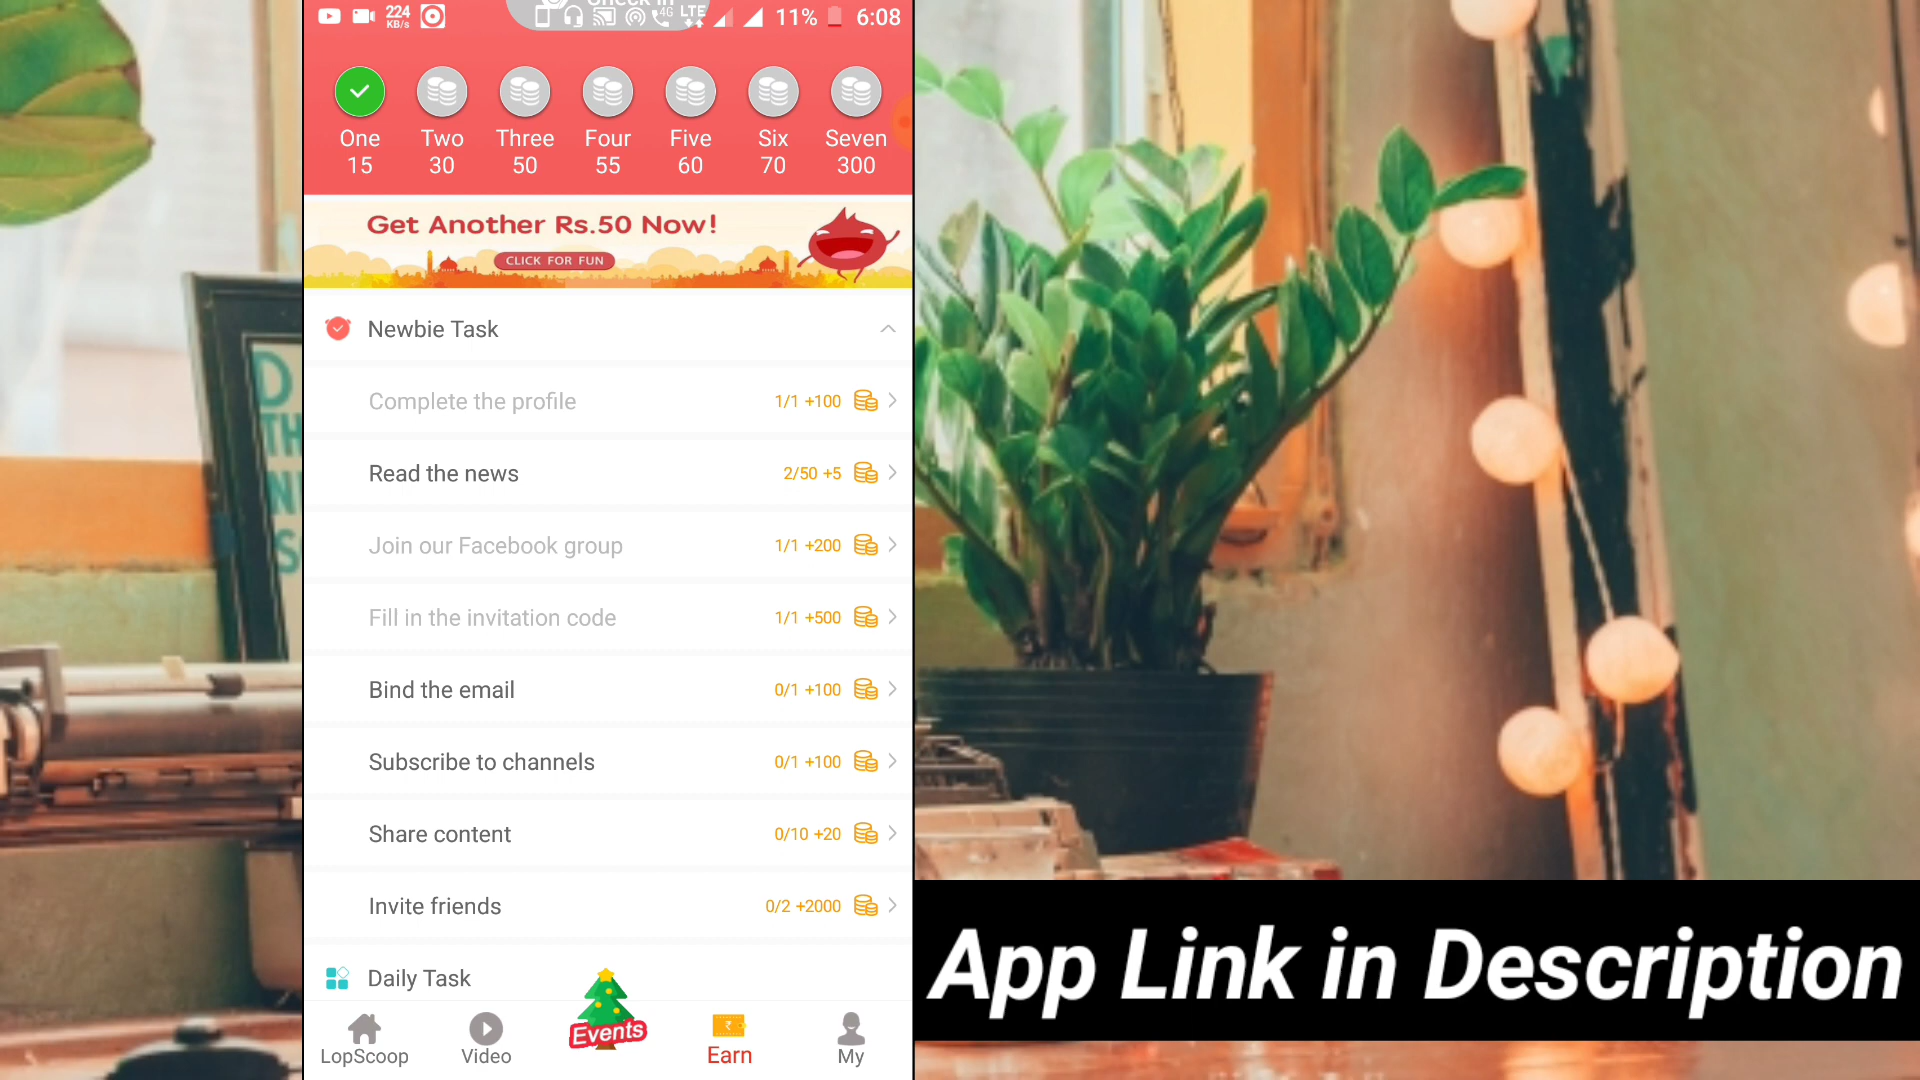 224
KB/s
4G
LTE
11%
6:08
One
Two
Three
Four
Five
Six
Seven
15
30
50
55
60
70
300
Get Another Rs.50 Now!
CLICK FOR FUN
Newbie Task
Complete the profile 1/1 +100
Read the news 2/50 +5
Join our Facebook group 1/1 +200
Fill in the invitation code 1/1 +500
Bind the email 0/1 +100
Subscribe to channels 0/1 +100
Share content 0/10 +20
Invite friends 0/2 +2000
Daily Task
Events
₹
LopScoop
Video
Earn
My
D
TH
App Link in Description